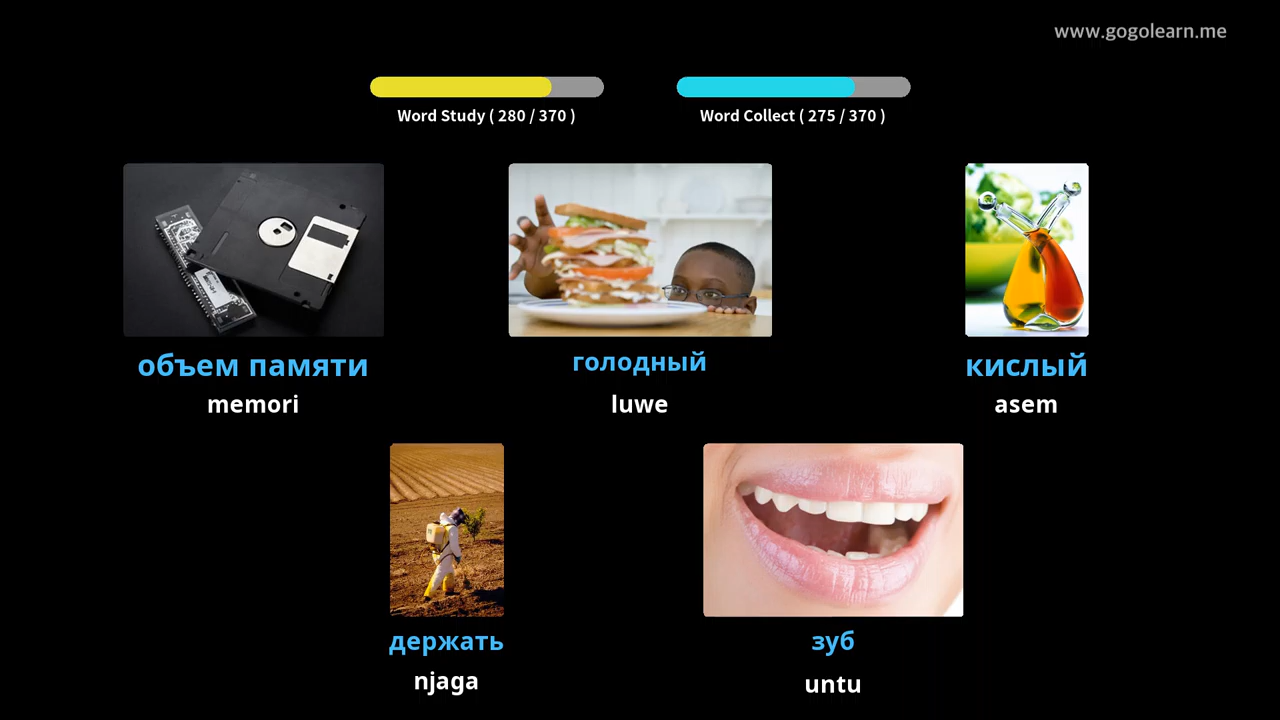 www.gogolearn.me
Word Study ( 280 / 370 )
Word Collect ( 275 / 370 )
объем памяти
memori
голодный
luwe
кислый
asem
держать
njaga
зуб
untu